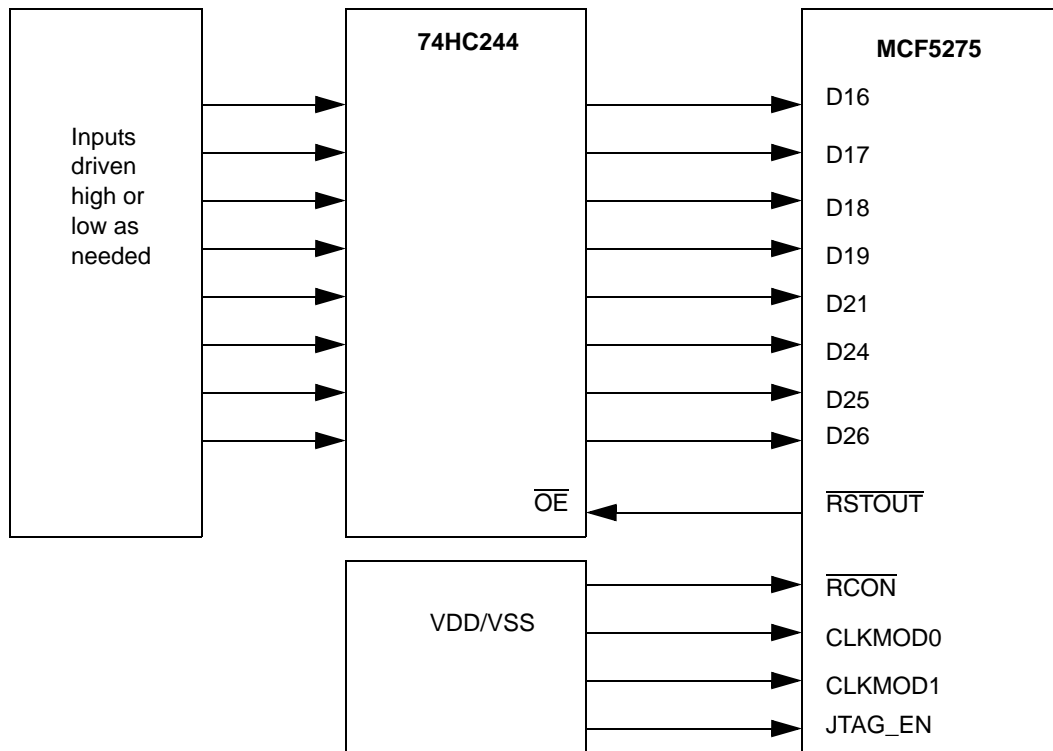 74HC244
MCF5275
Inputs
driven
high or
low as
needed
D16
D17
D18
D19
D21
D24
D25
D26
OE
RSTOUT
VDD/VSS
RCON
CLKMOD0
CLKMOD1
JTAG_EN